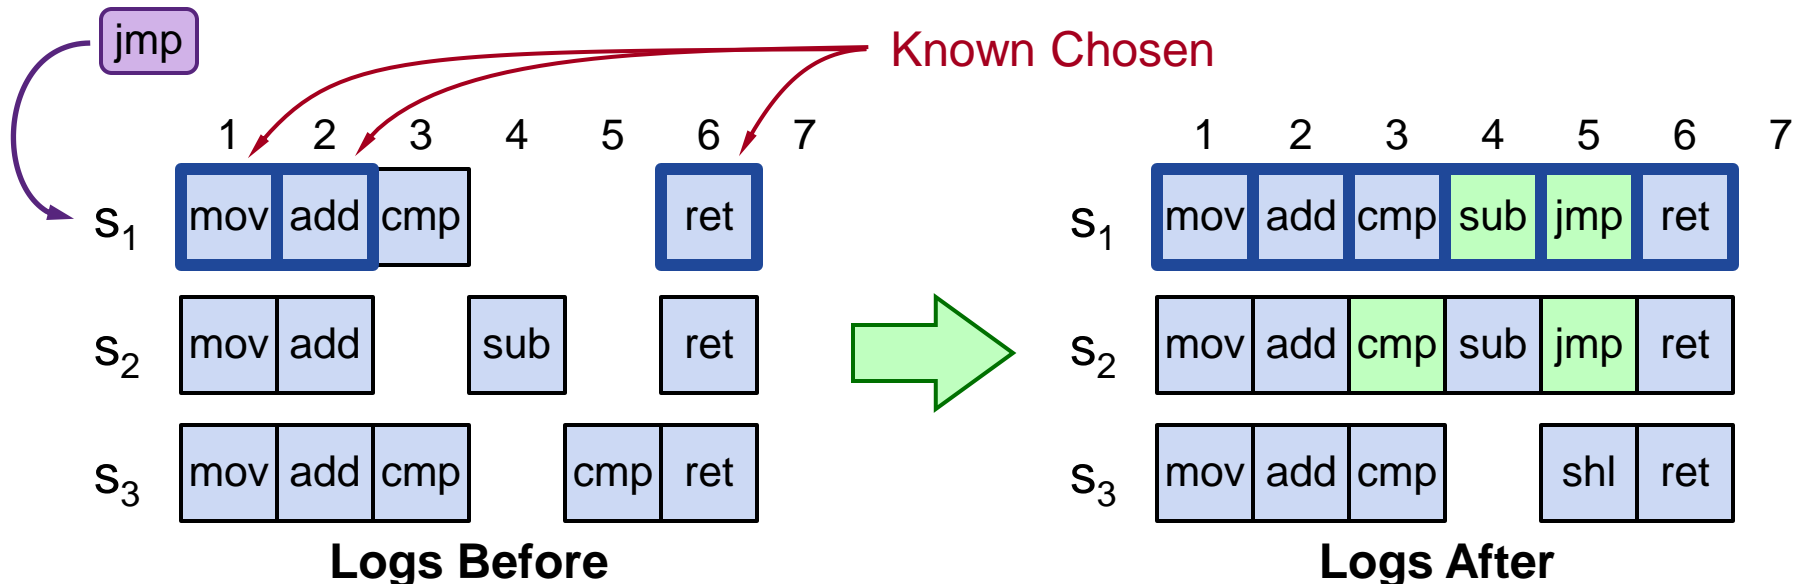 jmp
Known Chosen
1 2 3 4 5 6 7
s1 mov add cmp ret
s2 mov add sub ret
s3 mov add cmp cmp ret
Logs Before
1 2 3 4 5 6 7
s1 mov add cmp sub jmp ret
s2 mov add cmp sub jmp ret
s3 mov add cmp shl ret
Logs After